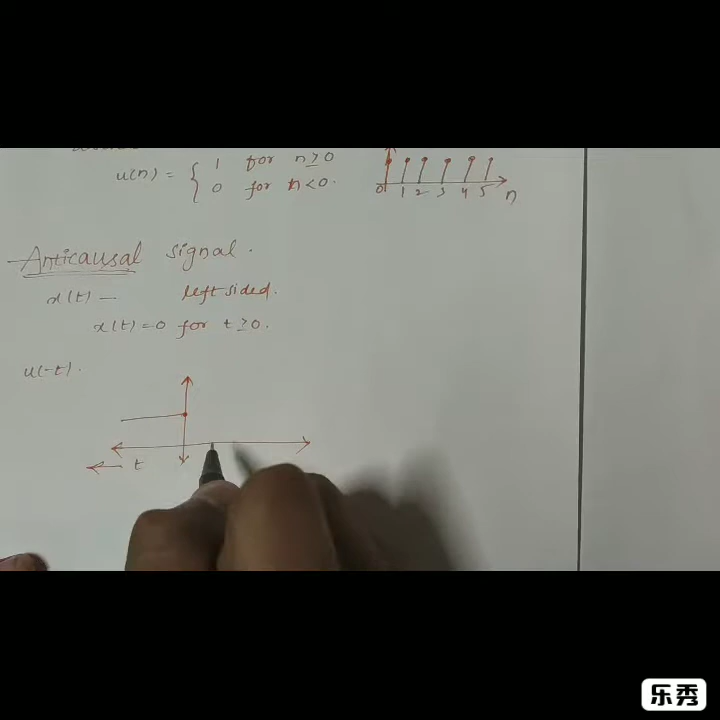 u(n) = { 1 for n ≥ 0
0 for n < 0.
0 1 2 3 4 5 n
Anticausal signal.
x(t) — left sided.
x(t) = 0 for t ≥ 0.
u(-t).
t
乐秀